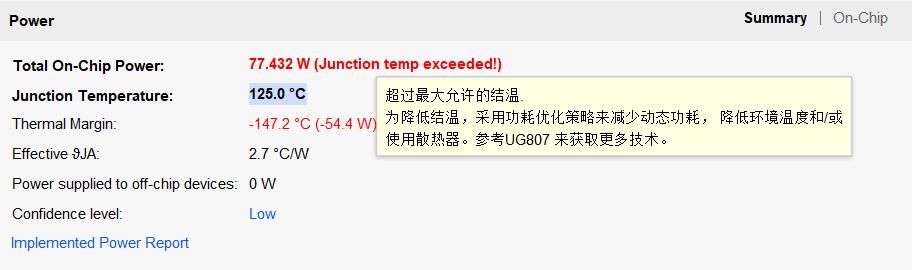 Power
Summary | On-Chip
Total On-Chip Power: 77.432 W (Junction temp exceeded!)
Junction Temperature: 125.0 °C
Thermal Margin: -147.2 °C (-54.4 W)
Effective ϑJA: 2.7 °C/W
Power supplied to off-chip devices: 0 W
Confidence level: Low
Implemented Power Report
超过最大允许的结温.
为降低结温，采用功耗优化策略来减少动态功耗， 降低环境温度和/或
使用散热器。参考UG807 来获取更多技术。